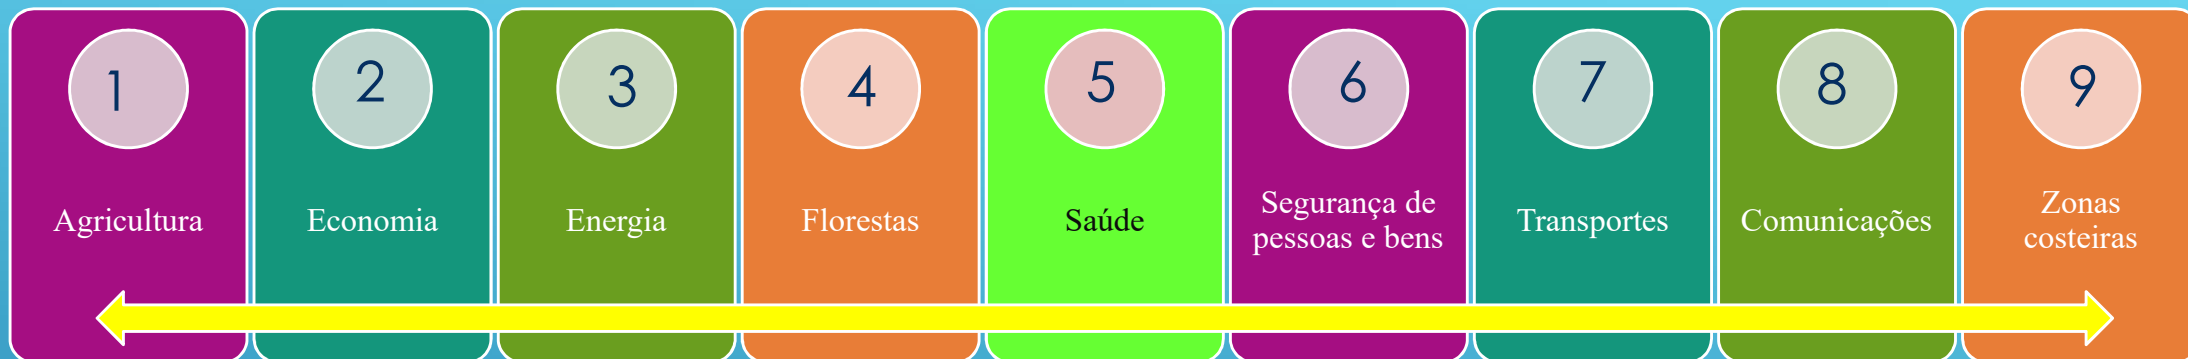 1
Agricultura
2
Economia
3
Energia
4
Florestas
5
Saúde
6
Segurança de
pessoas e bens
7
Transportes
8
Comunicações
9
Zonas
costeiras